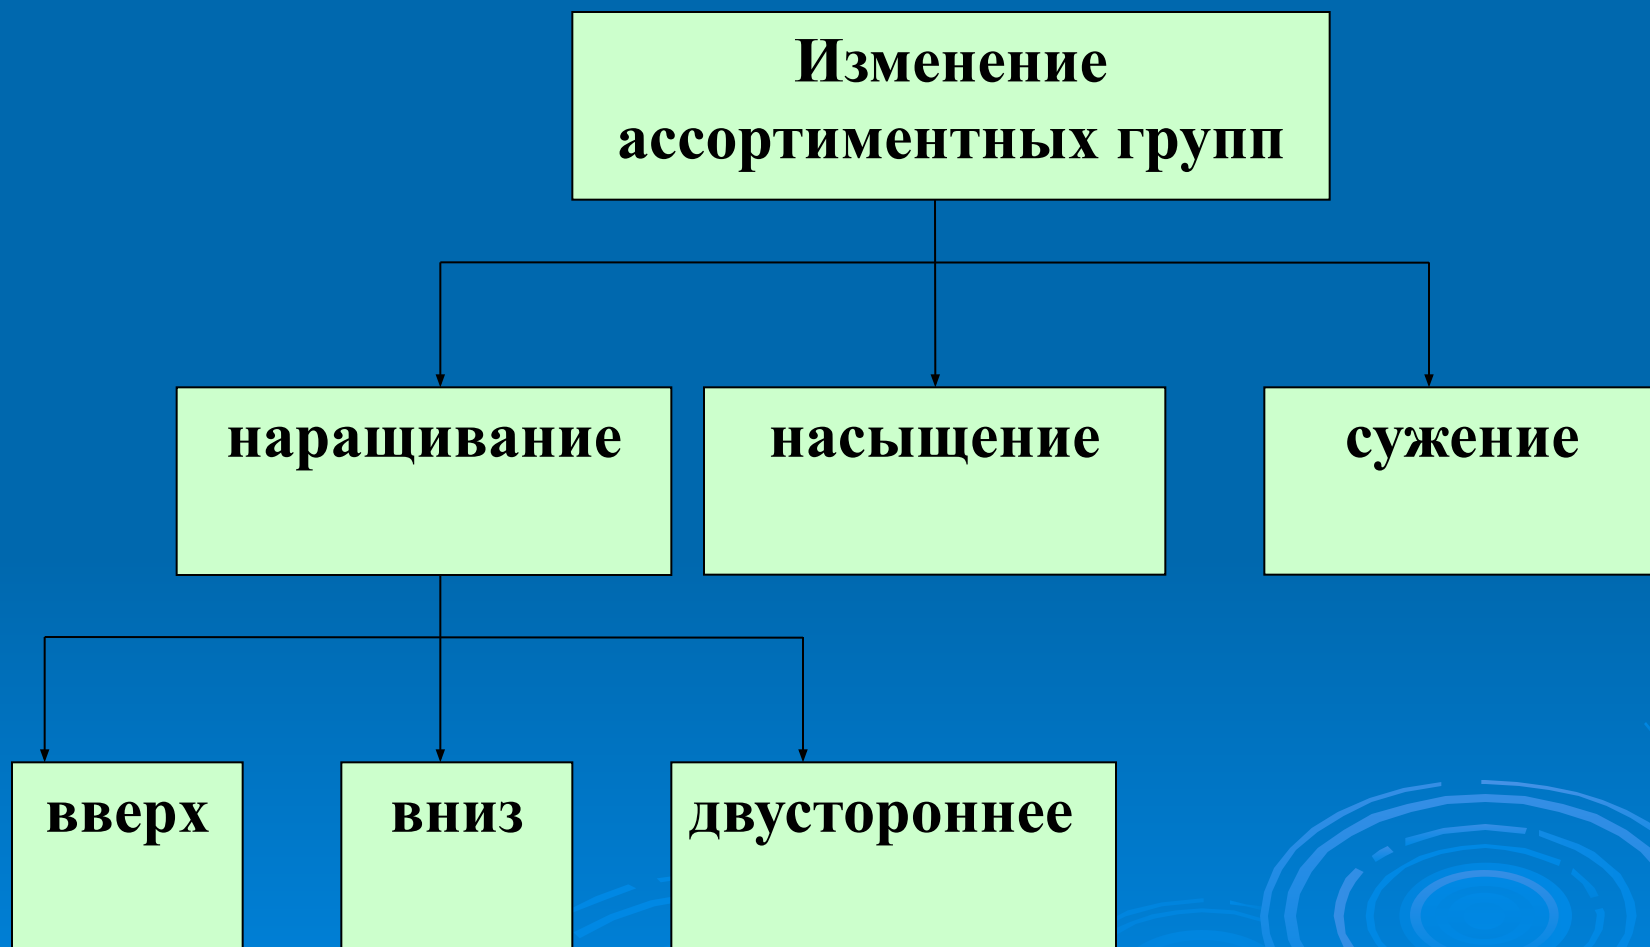 Изменение
ассортиментных групп
наращивание
насыщение
сужение
вверх
вниз
двустороннее